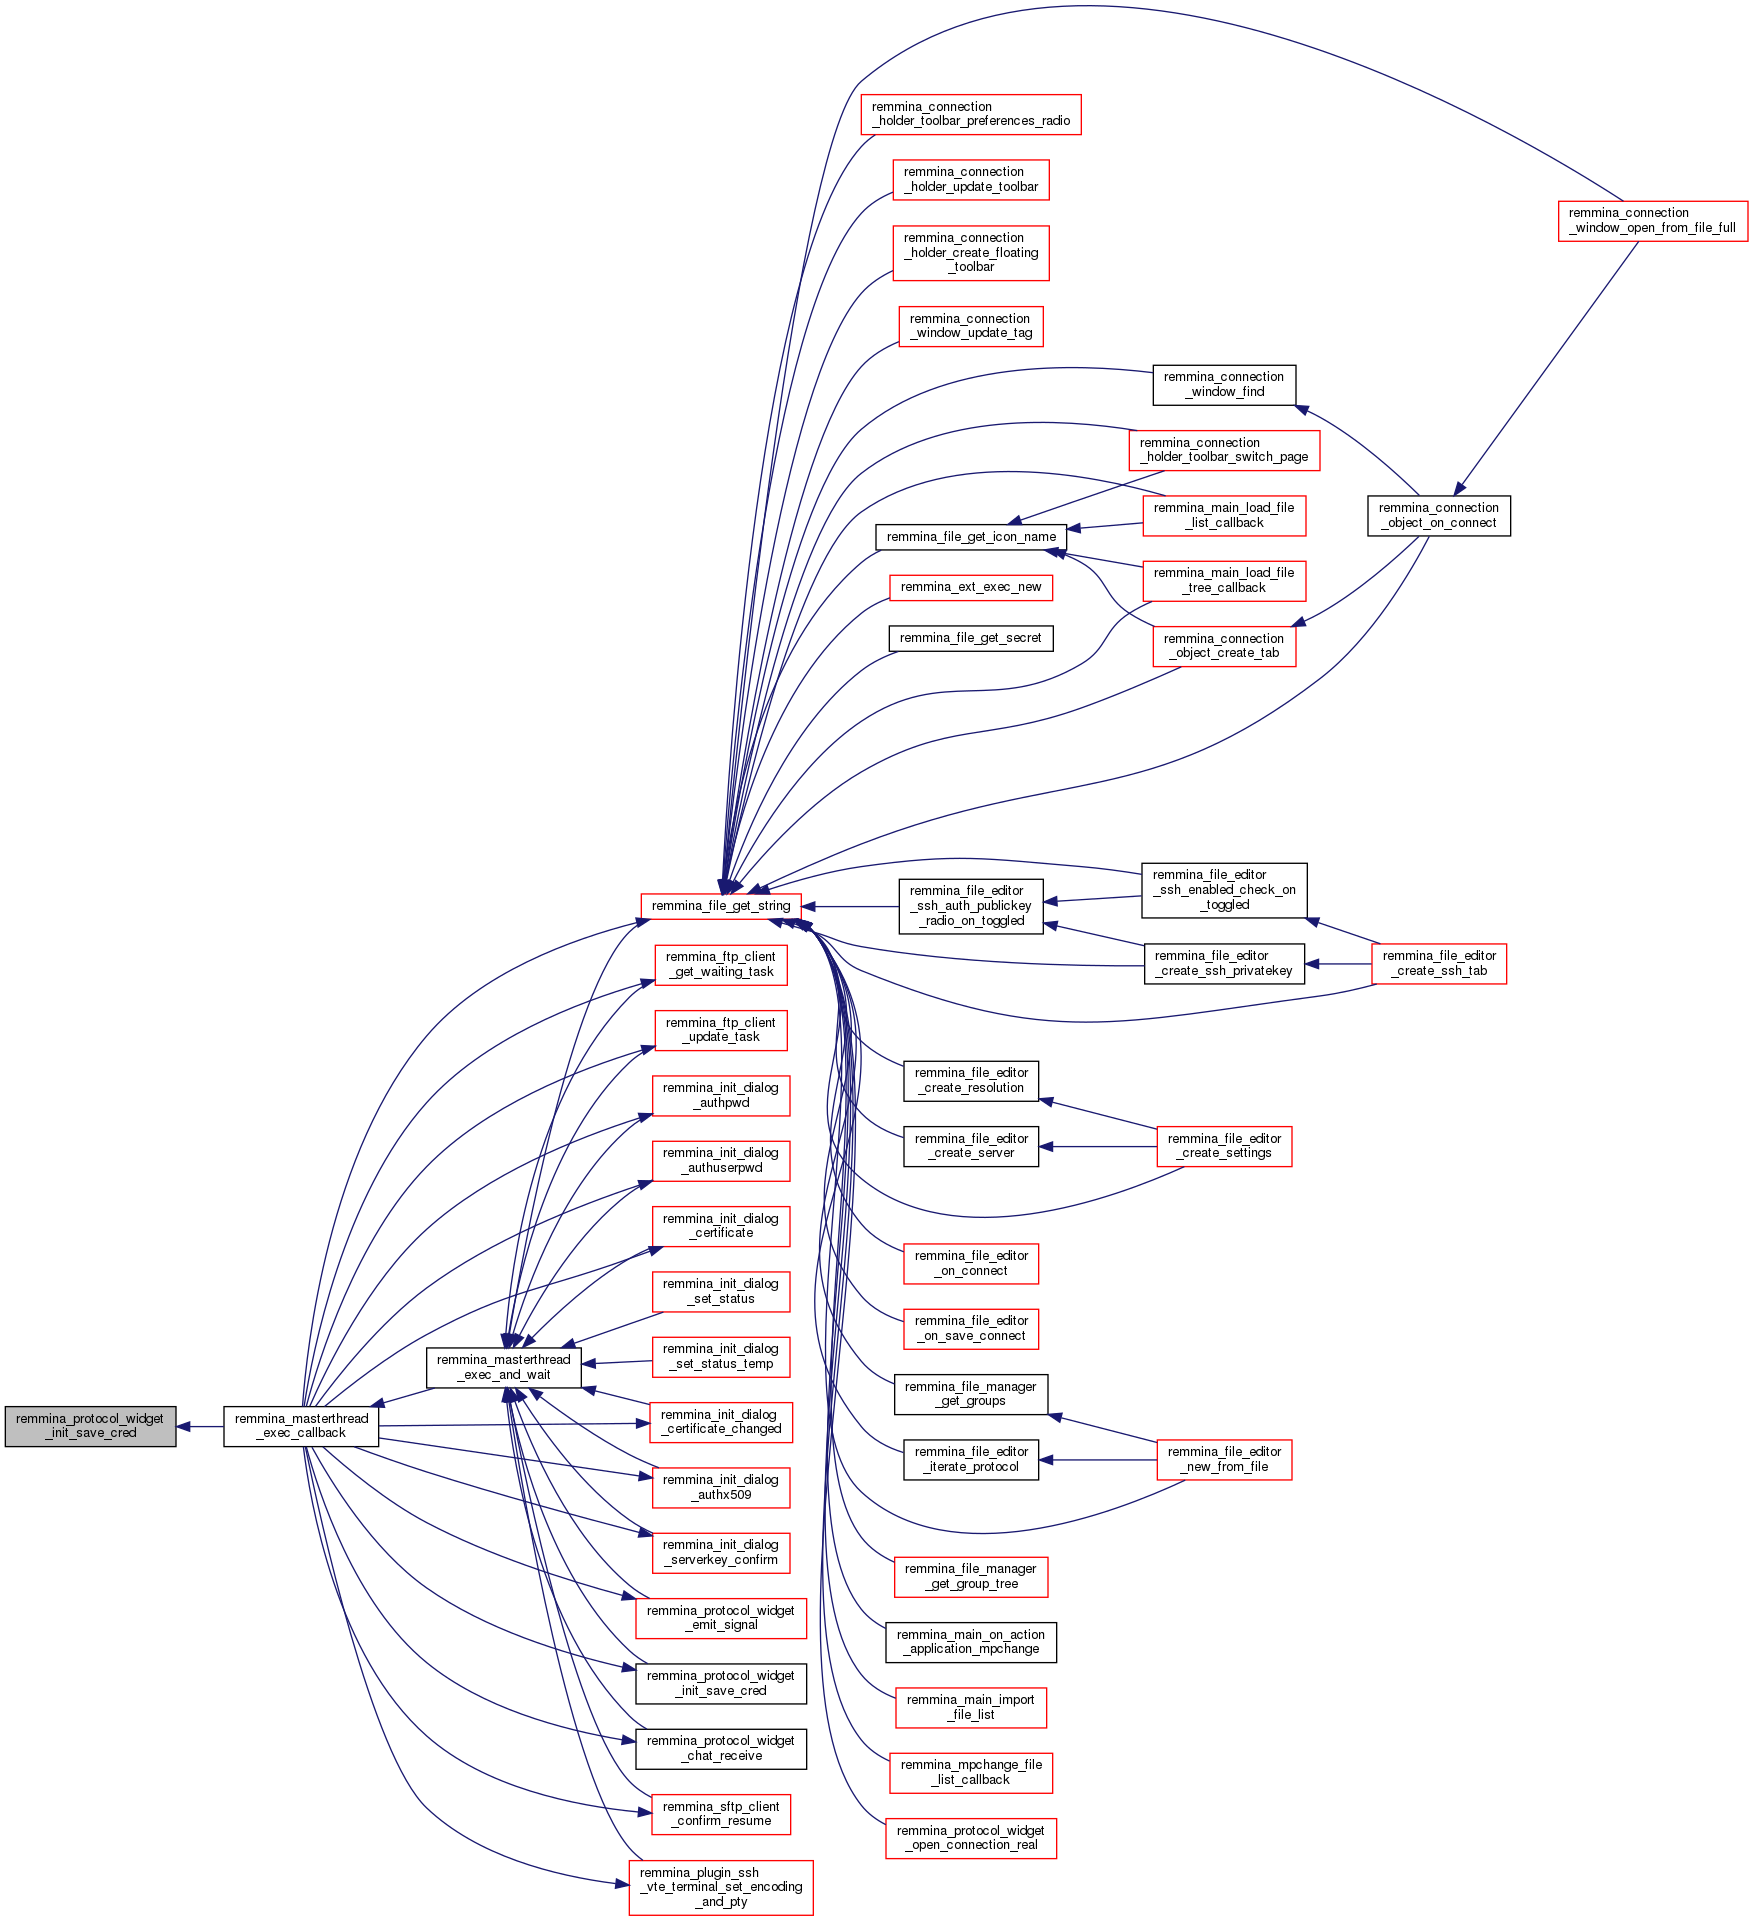 remmina_connection
_holder_toolbar_preferences_radio
remmina_connection
_holder_update_toolbar
remmina_connection
_window_open_from_file_full
remmina_connection
_holder_create_floating
_toolbar
remmina_connection
_window_update_tag
remmina_connection
_window_find
remmina_connection
_holder_toolbar_switch_page
remmina_main_load_file
_list_callback
remmina_connection
_object_on_connect
remmina_file_get_icon_name
remmina_ext_exec_new
remmina_main_load_file
_tree_callback
remmina_file_get_secret
remmina_connection
_object_create_tab
remmina_file_get_string
remmina_file_editor
_ssh_auth_publickey
_radio_on_toggled
remmina_file_editor
_ssh_enabled_check_on
_toggled
remmina_file_editor
_create_ssh_privatekey
remmina_file_editor
_create_ssh_tab
remmina_ftp_client
_get_waiting_task
remmina_ftp_client
_update_task
remmina_init_dialog
_authpwd
remmina_init_dialog
_authuserpwd
remmina_init_dialog
_certificate
remmina_init_dialog
_set_status
remmina_init_dialog
_set_status_temp
remmina_init_dialog
_certificate_changed
remmina_init_dialog
_authx509
remmina_init_dialog
_serverkey_confirm
remmina_protocol_widget
_emit_signal
remmina_protocol_widget
_init_save_cred
remmina_protocol_widget
_chat_receive
remmina_sftp_client
_confirm_resume
remmina_plugin_ssh
_vte_terminal_set_encoding
_and_pty
remmina_masterthread
_exec_and_wait
remmina_masterthread
_exec_callback
remmina_protocol_widget
_init_save_cred
remmina_file_editor
_create_resolution
remmina_file_editor
_create_server
remmina_file_editor
_create_settings
remmina_file_editor
_on_connect
remmina_file_editor
_on_save_connect
remmina_file_manager
_get_groups
remmina_file_editor
_iterate_protocol
remmina_file_editor
_new_from_file
remmina_file_manager
_get_group_tree
remmina_main_on_action
_application_mpchange
remmina_main_import
_file_list
remmina_mpchange_file
_list_callback
remmina_protocol_widget
_open_connection_real